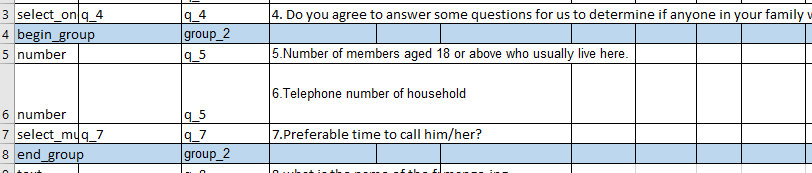 3 select_on q_4 q_4 4. Do you agree to answer some questions for us to determine if anyone in your family
4 begin_group group_2
5 number q_5 5.Number of members aged 18 or above who usually live here.
6 number q_5 6.Telephone number of household
7 select_mu q_7 q_7 7.Preferable time to call him/her?
8 end_group group_2